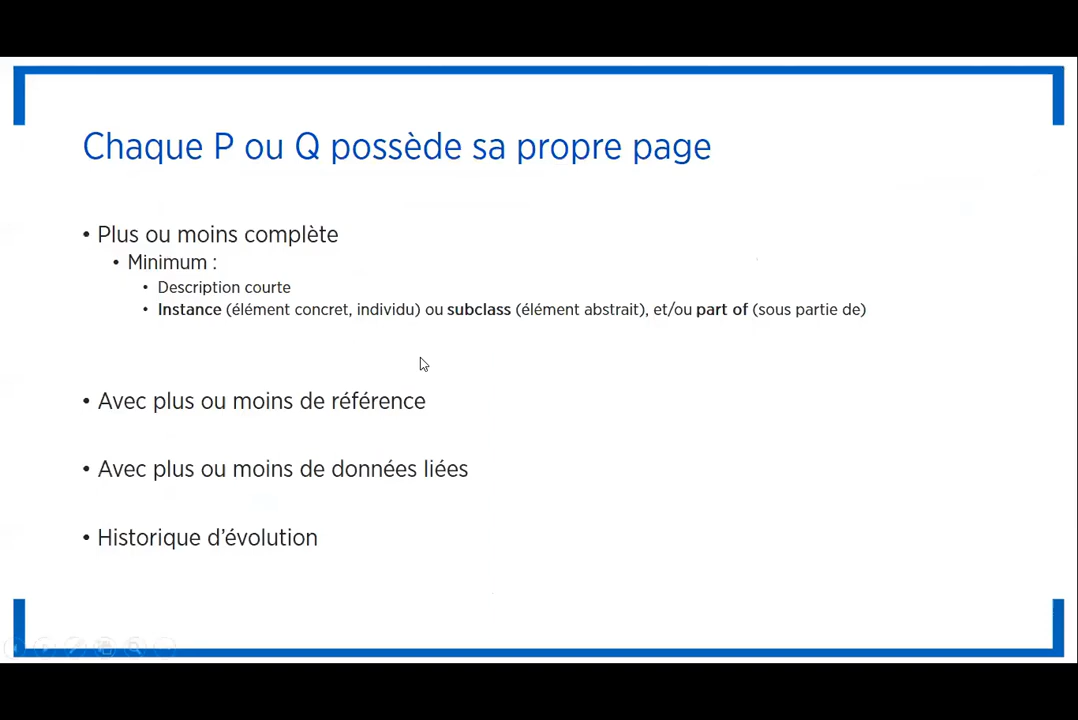 Chaque P ou Q possède sa propre page
• Plus ou moins complète
• Minimum :
• Description courte
• Instance (élément concret, individu) ou subclass (élément abstrait), et/ou part of (sous partie de)
• Avec plus ou moins de référence
• Avec plus ou moins de données liées
• Historique d’évolution